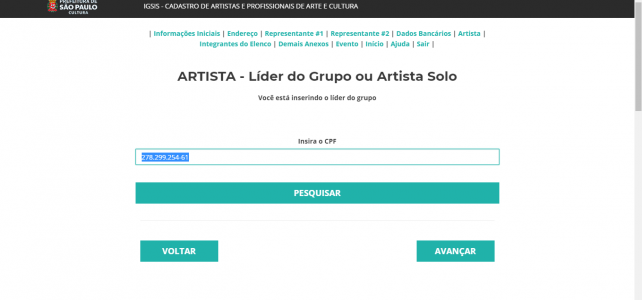 PREFEITURA DE
SÃO PAULO
CULTURA
IGSIS - CADASTRO DE ARTISTAS E PROFISSIONAIS DE ARTE E CULTURA
| Informações Iniciais | Endereço | Representante #1 | Representante #2 | Dados Bancários | Artista |
Integrantes do Elenco | Demais Anexos | Evento | Início | Ajuda | Sair |
ARTISTA - Líder do Grupo ou Artista Solo
Você está inserindo o líder do grupo
Insira o CPF
278.299.254-61
PESQUISAR
VOLTAR
AVANÇAR